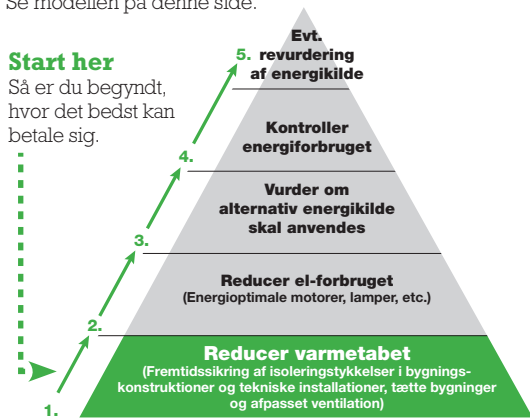 Se modellen på denne side.
Start her
Så er du begyndt,
hvor det bedst kan
betale sig.
5.
Evt.
revurdering
af energikilde
4.
Kontroller
energiforbruget
3.
Vurder om
alternativ energikilde
skal anvendes
2.
Reducer el-forbruget
(Energioptimale motorer, lamper, etc.)
1.
Reducer varmetabet
(Fremtidssikring af isoleringstykkelser i bygnings-
konstruktioner og tekniske installationer, tætte bygninger
og afpasset ventilation)